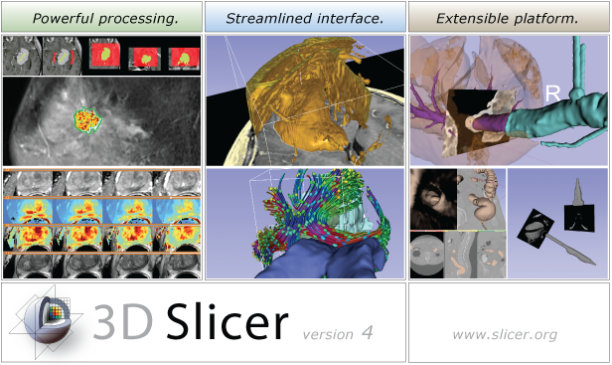 Powerful processing.
Streamlined interface.
Extensible platform.
R
3D Slicer version 4
www.slicer.org